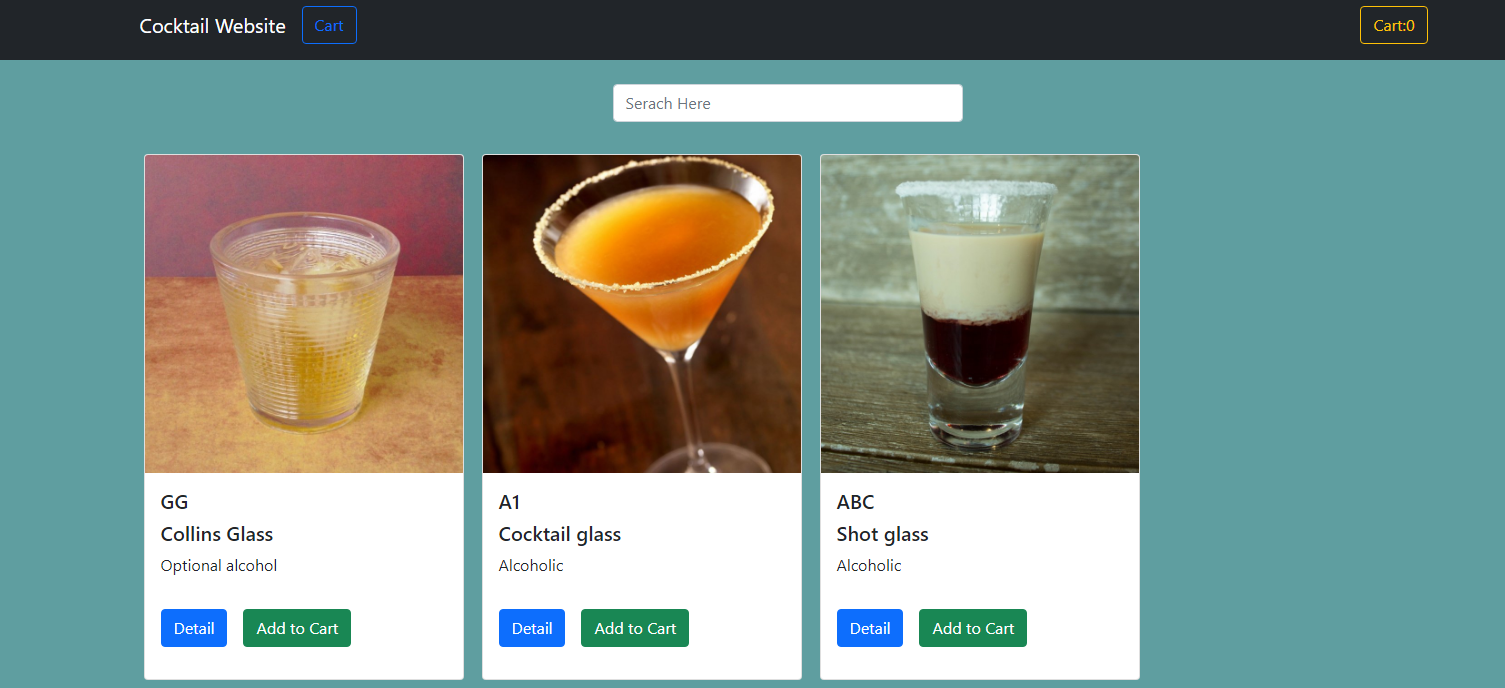 Cocktail Website Cart Cart:0
Serach Here
GG
Collins Glass
Optional alcohol
Detail Add to Cart
A1
Cocktail glass
Alcoholic
Detail Add to Cart
ABC
Shot glass
Alcoholic
Detail Add to Cart